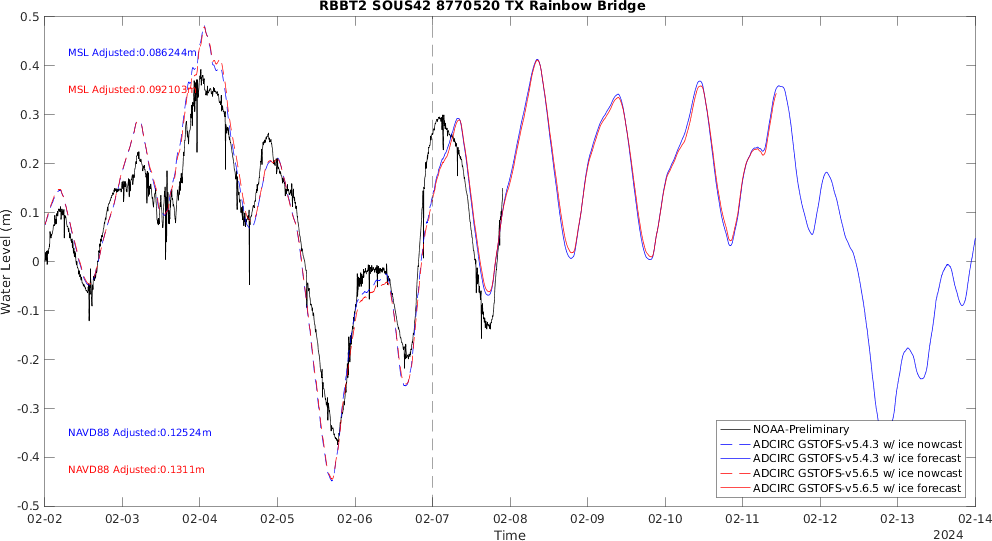 RBBT2 SOUS42 8770520 TX Rainbow Bridge
0.5
0.4
0.3
0.2
0.1
0
-0.1
-0.2
-0.3
-0.4
-0.5
Water Level (m)
MSL Adjusted:0.086244m
MSL Adjusted:0.092103m
NAVD88 Adjusted:0.12524m
NAVD88 Adjusted:0.1311m
NOAA-Preliminary
ADCIRC GSTOFS-v5.4.3 w/ ice nowcast
ADCIRC GSTOFS-v5.4.3 w/ ice forecast
ADCIRC GSTOFS-v5.6.5 w/ ice nowcast
ADCIRC GSTOFS-v5.6.5 w/ ice forecast
02-02 02-03 02-04 02-05 02-06 02-07 02-08 02-09 02-10 02-11 02-12 02-13 02-14
Time
2024